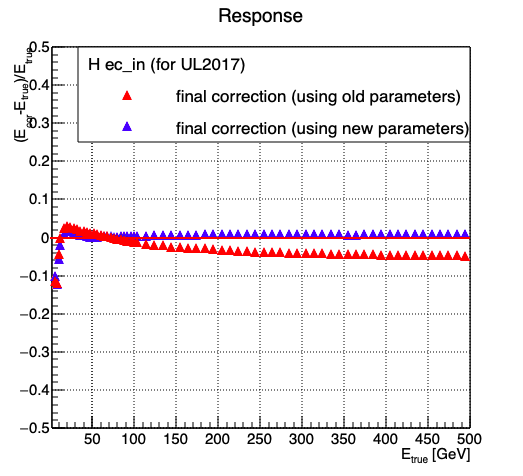 Response
(E_cor-E_true)/E_true
H ec_in (for UL2017)
final correction (using old parameters)
final correction (using new parameters)
0.5
0.4
0.3
0.2
0.1
0
−0.1
−0.2
−0.3
−0.4
−0.5
50 100 150 200 250 300 350 400 450 500
E_true [GeV]